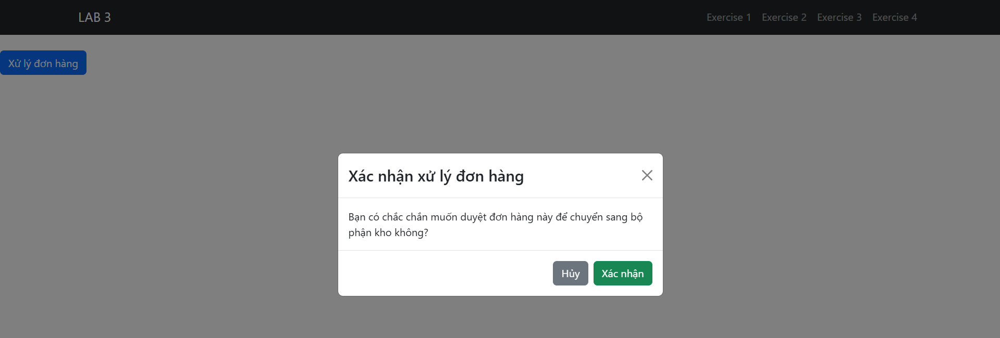 LAB 3
Exercise 1 Exercise 2 Exercise 3 Exercise 4
Xử lý đơn hàng
Xác nhận xử lý đơn hàng
Bạn có chắc chắn muốn duyệt đơn hàng này để chuyển sang bộ
phận kho không?
Hủy Xác nhận